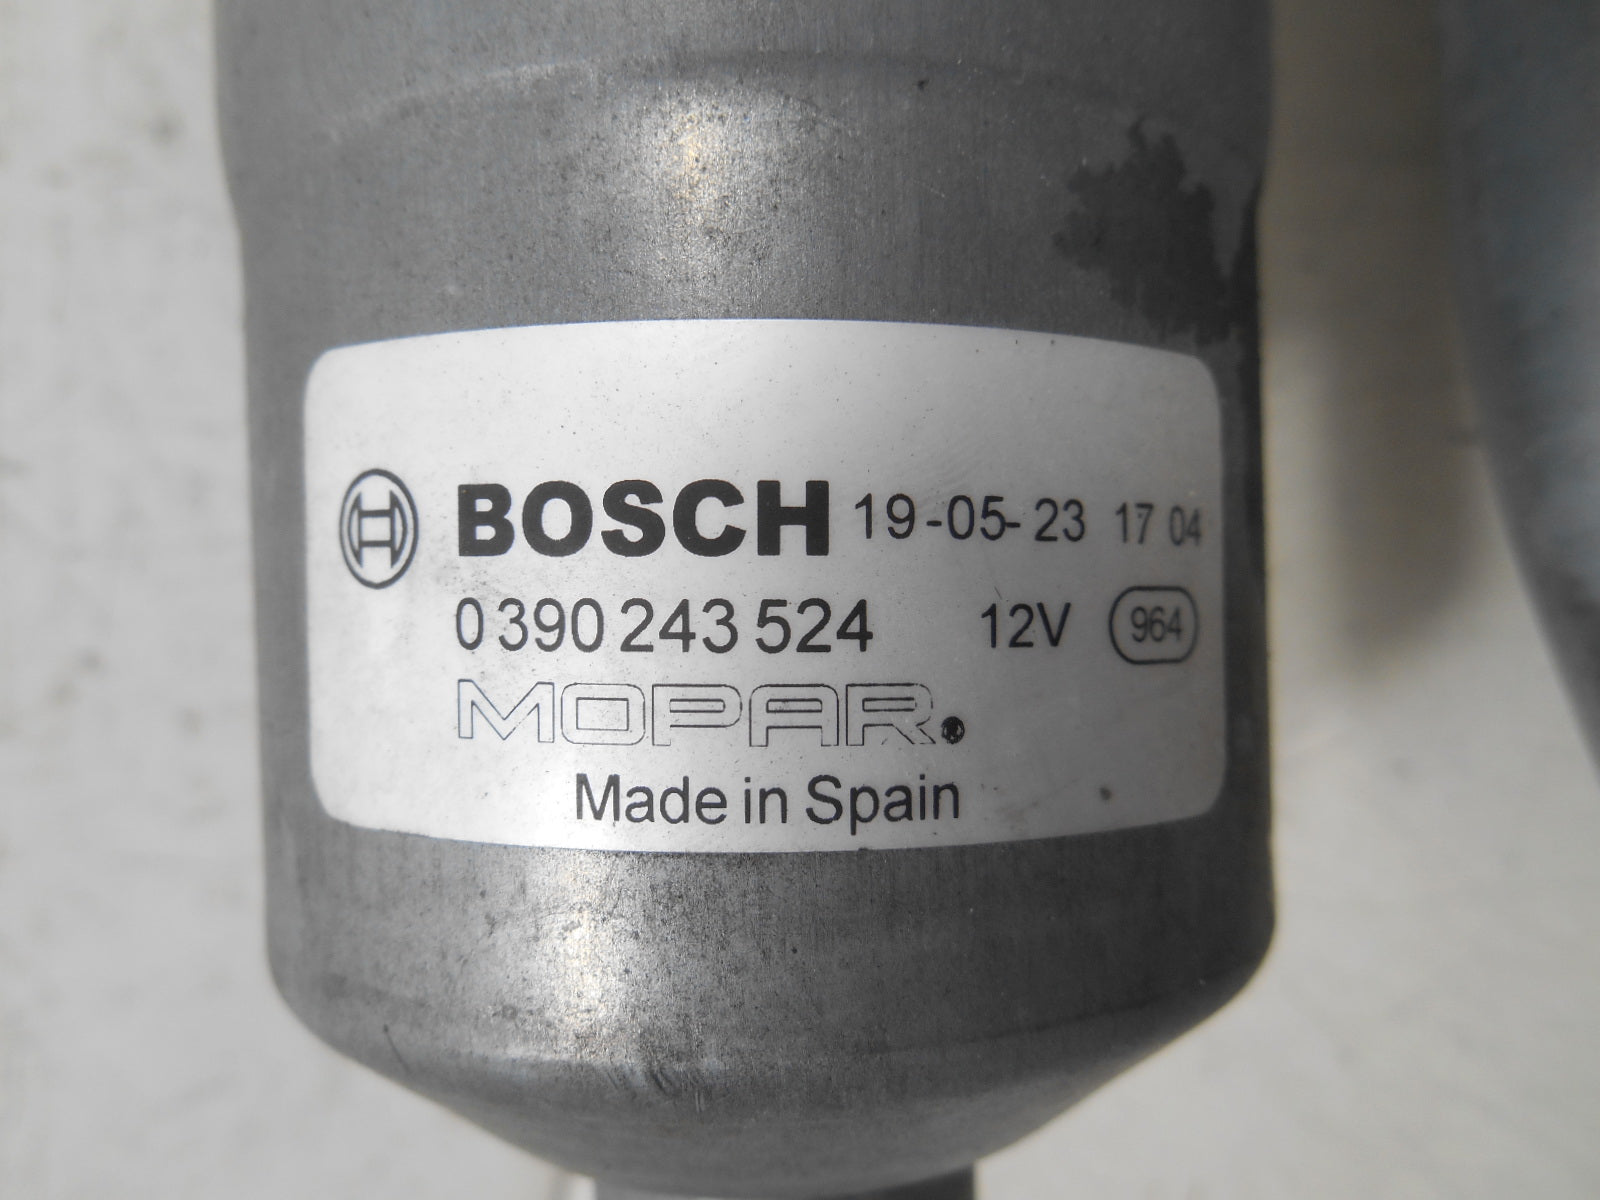 BOSCH 19-05-23 17 04
0 390 243 524 12V 964
MOPAR.
Made in Spain